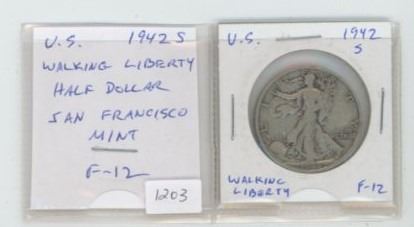 U.S. 1942 S
WALKING LIBERTY
HALF DOLLAR
SAN FRANCISCO
MINT
F-12
1203
U.S. 1942
S
WALKING
LIBERTY F-12